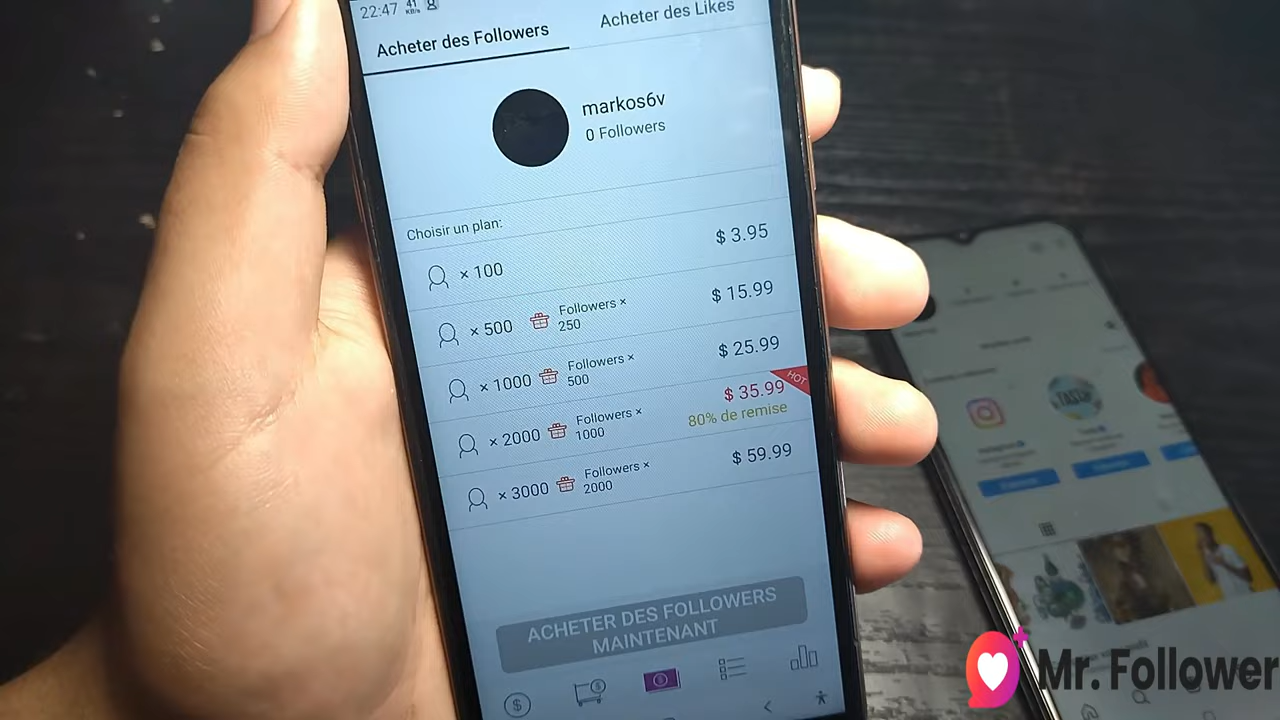 22:47
41 KB/s
Acheter des Followers
Acheter des Likes
markos6v
0 Followers
Choisir un plan:
× 100
$ 3.95
× 500
Followers ×
250
$ 15.99
× 1000
Followers ×
500
$ 25.99
× 2000
Followers ×
1000
$ 35.99
HOT
80% de remise
× 3000
Followers ×
2000
$ 59.99
ACHETER DES FOLLOWERS
MAINTENANT
Mr. Follower